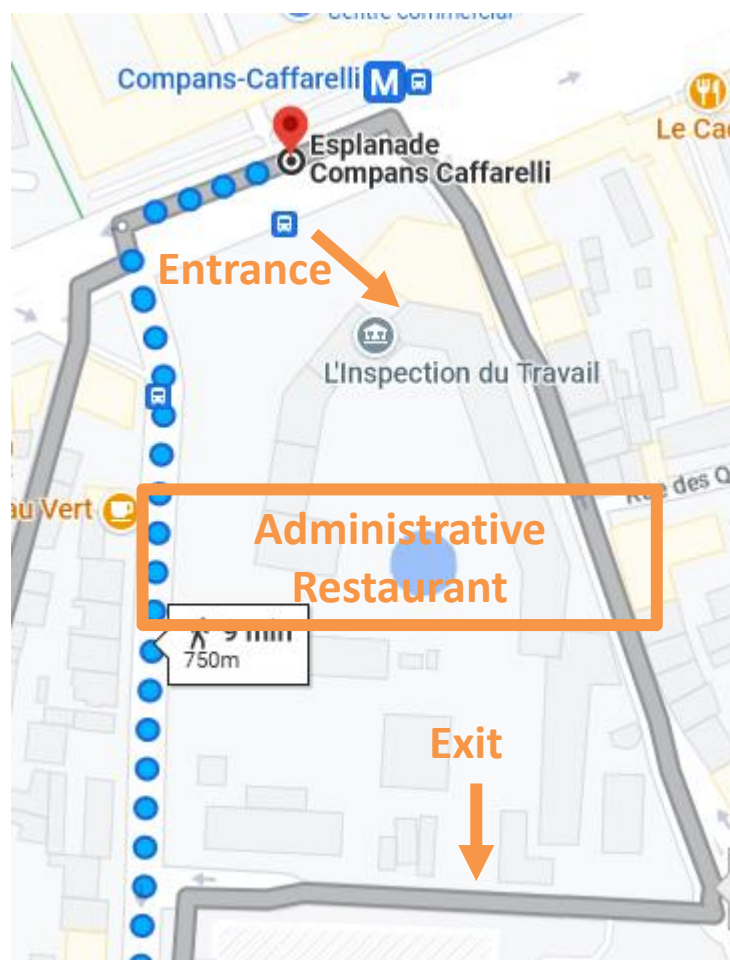 Centre commercial
Compans-Caffarelli M
Le Ca
Esplanade
Compans Caffarelli
Entrance
L'Inspection du Travail
au Vert
des Q
Administrative
Restaurant
9 min
750m
Exit